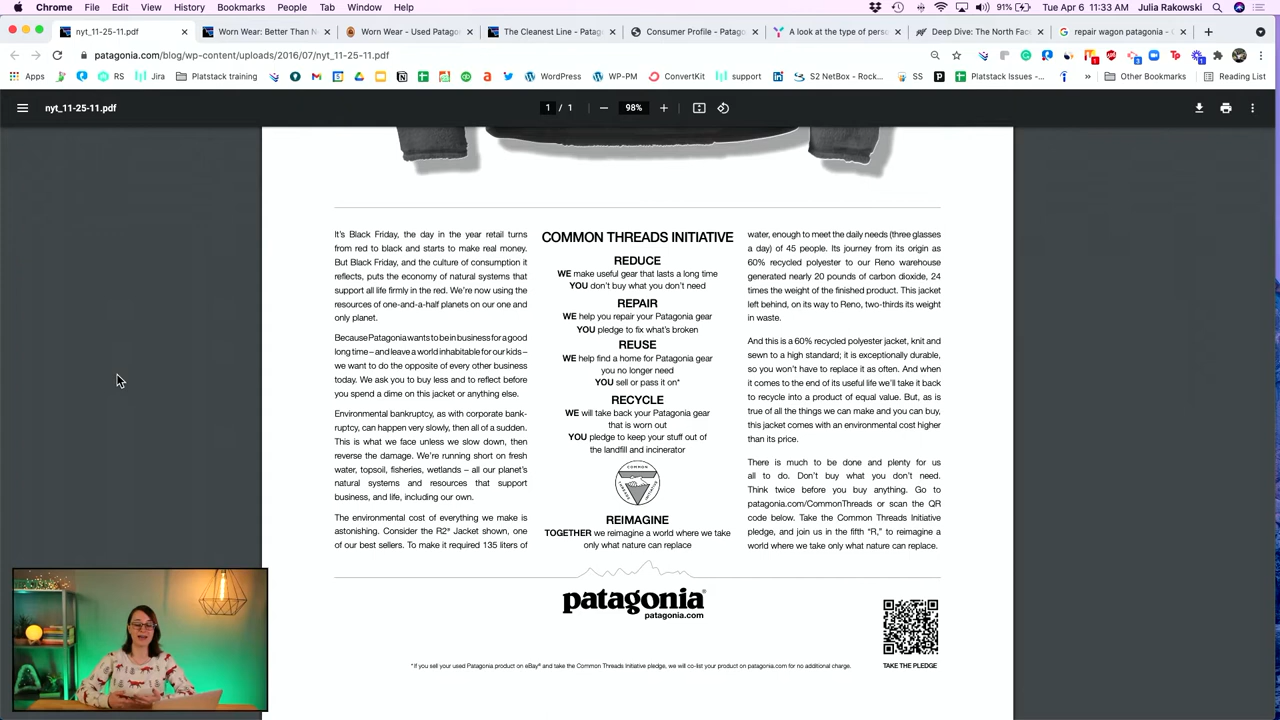 Chrome File Edit View History Bookmarks People Tab Window Help 91% Tue Apr 6 11:33 AM Julia Rakowski
nyt_11-25-11.pdf Worn Wear: Better Than N Worn Wear - Used Patago The Cleanest Line - Patago Consumer Profile - Patago A look at the type of perso Deep Dive: The North Fac repair wagon patagonia - G
patagonia.com/blog/wp-content/uploads/2016/07/nyt_11-25-11.pdf
Apps RS Jira Platstack training WordPress WP-PM ConvertKit support S2 NetBox - Rock... SS Platstack Issues -... Other Bookmarks Reading List
nyt_11-25-11.pdf 1 / 1 98%
It's Black Friday, the day in the year retail turns
from red to black and starts to make real money.
But Black Friday, and the culture of consumption it
reflects, puts the economy of natural systems that
support all life firmly in the red. We're now using the
resources of one-and-a-half planets on our one and
only planet.
Because Patagonia wants to be in business for a good
long time – and leave a world inhabitable for our kids –
we want to do the opposite of every other business
today. We ask you to buy less and to reflect before
you spend a dime on this jacket or anything else.
Environmental bankruptcy, as with corporate bank-
ruptcy, can happen very slowly, then all of a sudden.
This is what we face unless we slow down, then
reverse the damage. We're running short on fresh
water, topsoil, fisheries, wetlands – all our planet's
natural systems and resources that support
business, and life, including our own.
The environmental cost of everything we make is
astonishing. Consider the R2® Jacket shown, one
of our best sellers. To make it required 135 liters of
COMMON THREADS INITIATIVE
REDUCE
WE make useful gear that lasts a long time
YOU don't buy what you don't need
REPAIR
WE help you repair your Patagonia gear
YOU pledge to fix what's broken
REUSE
WE help find a home for Patagonia gear
you no longer need
YOU sell or pass it on*
RECYCLE
WE will take back your Patagonia gear
that is worn out
YOU pledge to keep your stuff out of
the landfill and incinerator
COMMON THREADS INITIATIVE
REIMAGINE
TOGETHER we reimagine a world where we take
only what nature can replace
water, enough to meet the daily needs (three glasses
a day) of 45 people. Its journey from its origin as
60% recycled polyester to our Reno warehouse
generated nearly 20 pounds of carbon dioxide, 24
times the weight of the finished product. This jacket
left behind, on its way to Reno, two-thirds its weight
in waste.
And this is a 60% recycled polyester jacket, knit and
sewn to a high standard; it is exceptionally durable,
so you won't have to replace it as often. And when
it comes to the end of its useful life we'll take it back
to recycle into a product of equal value. But, as is
true of all the things we can make and you can buy,
this jacket comes with an environmental cost higher
than its price.
There is much to be done and plenty for us
all to do. Don't buy what you don't need.
Think twice before you buy anything. Go to
patagonia.com/CommonThreads or scan the QR
code below. Take the Common Threads Initiative
pledge, and join us in the fifth "R," to reimagine a
world where we take only what nature can replace.
patagonia®
patagonia.com
TAKE THE PLEDGE
*If you sell your used Patagonia product on eBay® and take the Common Threads Initiative pledge, we will co-list your product on patagonia.com for no additional charge.